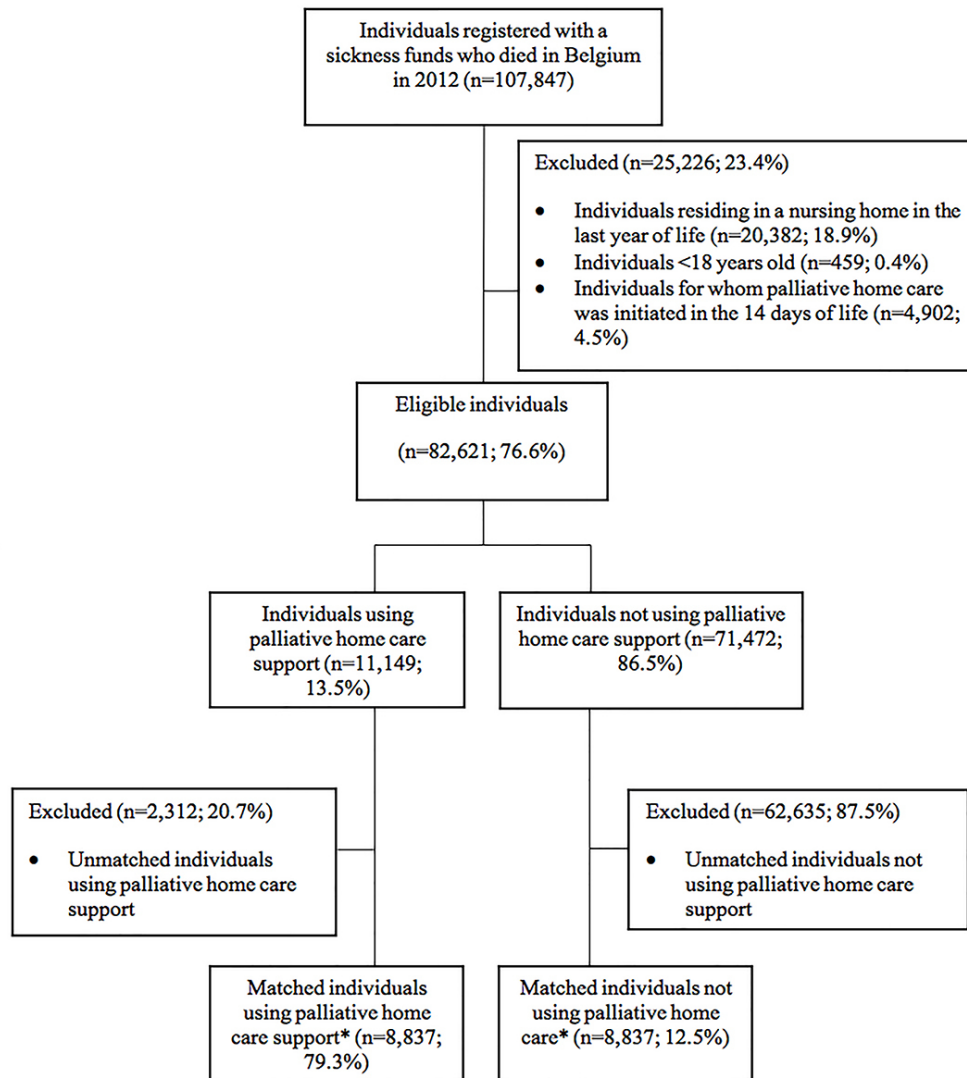 Individuals registered with a
sickness funds who died in Belgium
in 2012 (n=107,847)
Excluded (n=25,226; 23.4%)
• Individuals residing in a nursing home in the
last year of life (n=20,382; 18.9%)
• Individuals <18 years old (n=459; 0.4%)
• Individuals for whom palliative home care
was initiated in the 14 days of life (n=4,902;
4.5%)
Eligible individuals
(n=82,621; 76.6%)
Individuals using
palliative home care
support (n=11,149;
13.5%)
Individuals not using palliative
home care support (n=71,472;
86.5%)
Excluded (n=2,312; 20.7%)
• Unmatched individuals
using palliative home care
support
Excluded (n=62,635; 87.5%)
• Unmatched individuals not
using palliative home care
support
Matched individuals
using palliative home
care support* (n=8,837;
79.3%)
Matched individuals not
using palliative home
care* (n=8,837; 12.5%)